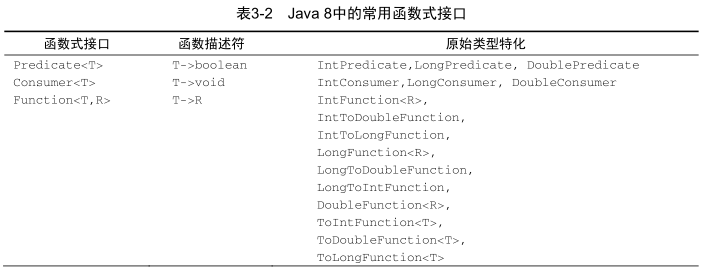 表3-2 Java 8中的常用函数式接口
函数式接口 函数描述符 原始类型特化
Predicate<T> T->boolean IntPredicate,LongPredicate, DoublePredicate
Consumer<T> T->void IntConsumer,LongConsumer, DoubleConsumer
Function<T,R> T->R IntFunction<R>,
IntToDoubleFunction,
IntToLongFunction,
LongFunction<R>,
LongToDoubleFunction,
LongToIntFunction,
DoubleFunction<R>,
ToIntFunction<T>,
ToDoubleFunction<T>,
ToLongFunction<T>